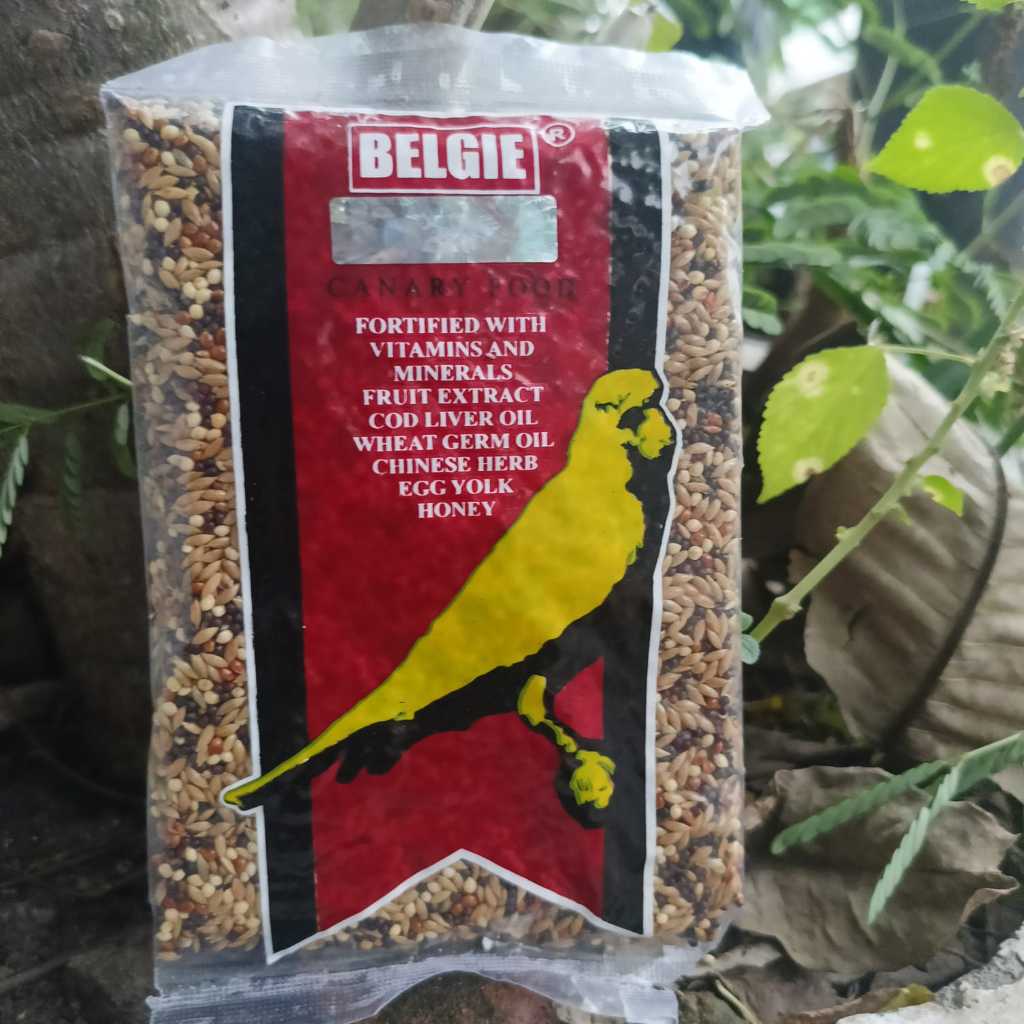 BELGIE ®
CANARY FOOD
FORTIFIED WITH
VITAMINS AND
MINERALS
FRUIT EXTRACT
COD LIVER OIL
WHEAT GERM OIL
CHINESE HERB
EGG YOLK
HONEY